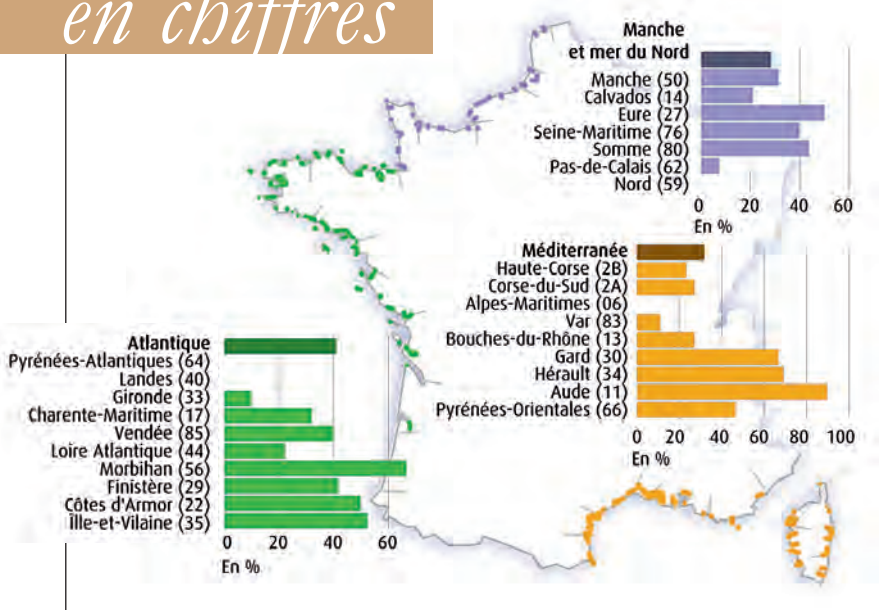 en chiffres
Manche
et mer du Nord
Manche (50)
Calvados (14)
Eure (27)
Seine-Maritime (76)
Somme (80)
Pas-de-Calais (62)
Nord (59)
0 20 40 60
En %
Méditerranée
Haute-Corse (2B)
Corse-du-Sud (2A)
Alpes-Maritimes (06)
Var (83)
Bouches-du-Rhône (13)
Gard (30)
Hérault (34)
Aude (11)
Pyrénées-Orientales (66)
0 20 40 60 80 100
En %
Atlantique
Pyrénées-Atlantiques (64)
Landes (40)
Gironde (33)
Charente-Maritime (17)
Vendée (85)
Loire Atlantique (44)
Morbihan (56)
Finistère (29)
Côtes d'Armor (22)
Ille-et-Vilaine (35)
0 20 40 60
En %